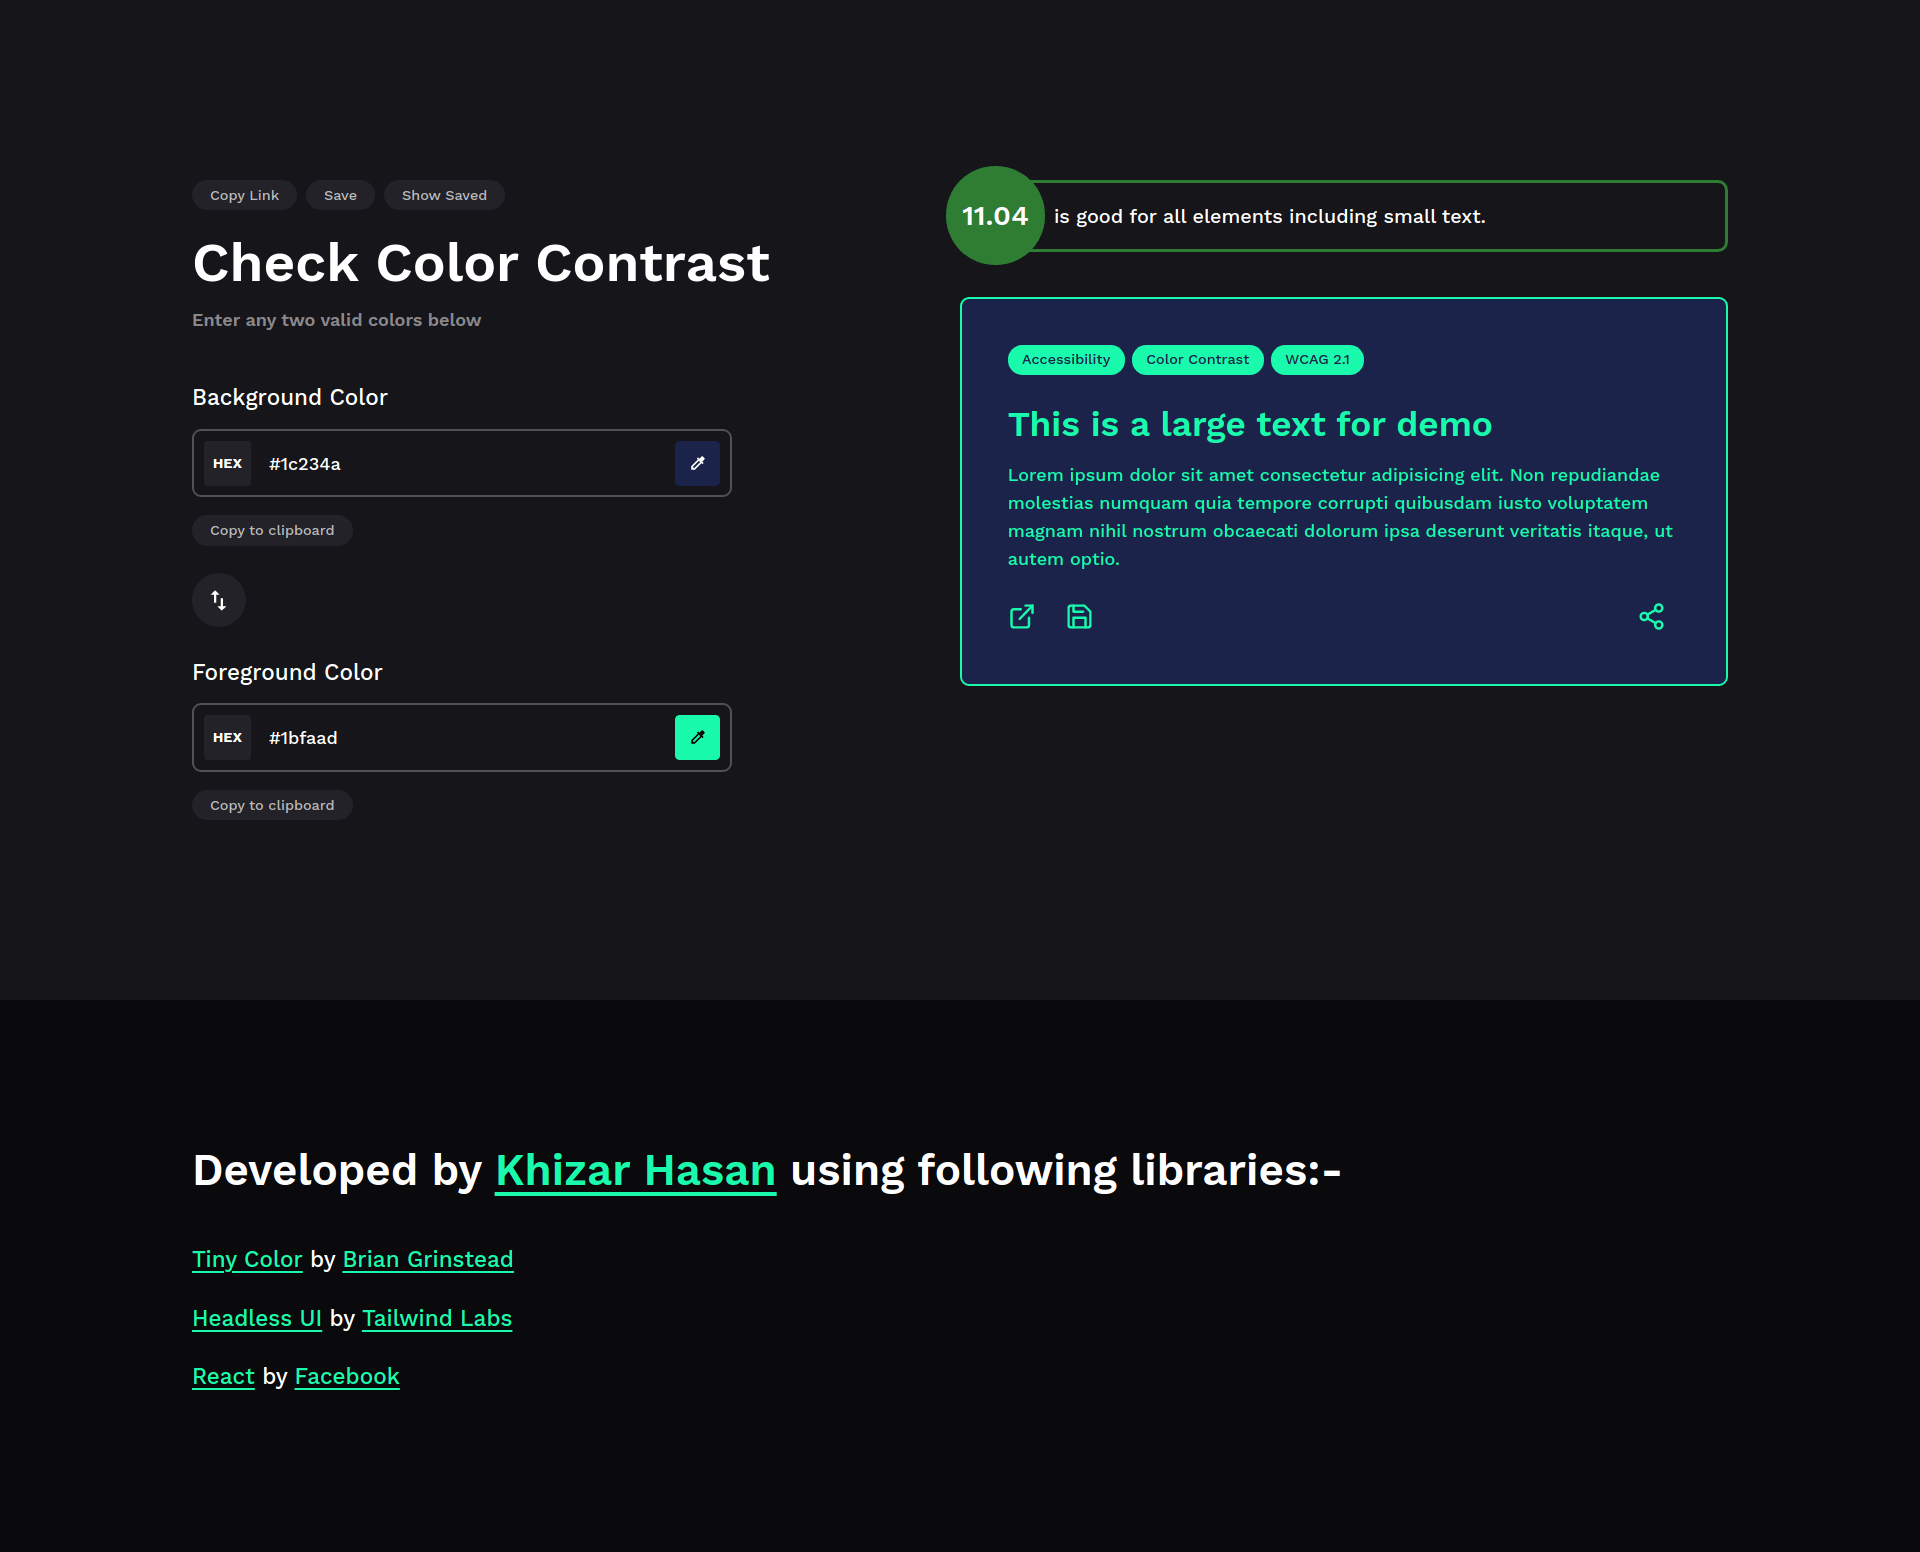 Copy Link Save Show Saved
Check Color Contrast
Enter any two valid colors below
Background Color
HEX #1c234a
Copy to clipboard
Foreground Color
HEX #1bfaad
Copy to clipboard
11.04 is good for all elements including small text.
Accessibility Color Contrast WCAG 2.1
This is a large text for demo
Lorem ipsum dolor sit amet consectetur adipisicing elit. Non repudiandae
molestias numquam quia tempore corrupti quibusdam iusto voluptatem
magnam nihil nostrum obcaecati dolorum ipsa deserunt veritatis itaque, ut
autem optio.
Developed by Khizar Hasan using following libraries:-
Tiny Color by Brian Grinstead
Headless UI by Tailwind Labs
React by Facebook